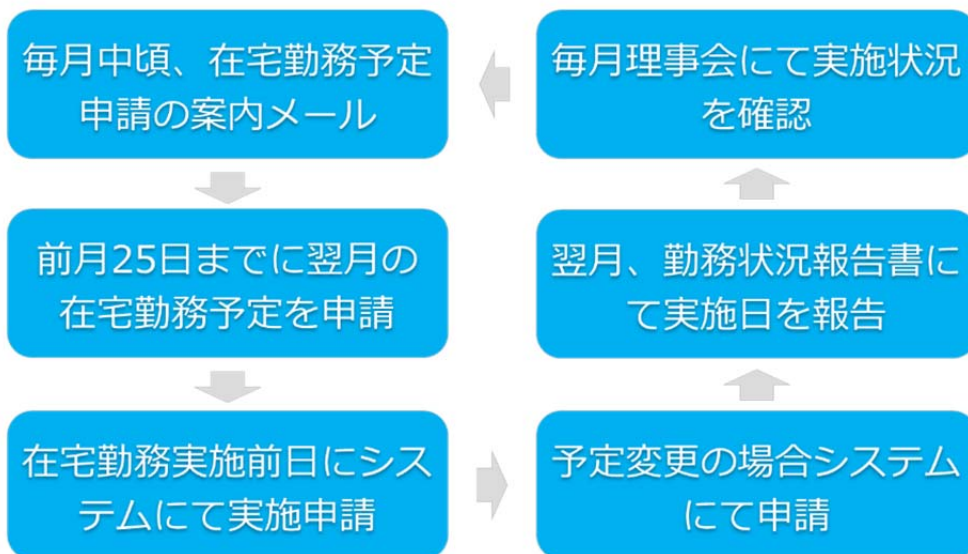 毎月中頃、在宅勤務予定
申請の案内メール
前月25日までに翌月の
在宅勤務予定を申請
在宅勤務実施前日にシス
テムにて実施申請
予定変更の場合システム
にて申請
翌月、勤務状況報告書に
て実施日を報告
毎月理事会にて実施状況
を確認